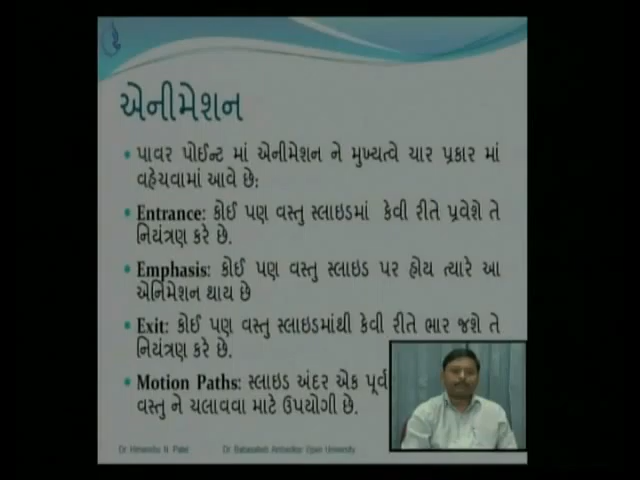 એનીમેશન
• પાવર પોઈન્ટ માં એનીમેશન ને મુખ્યત્વે ચાર પ્રકાર માં
વહેચવામાં આવે છે:
• Entrance: કોઈ પણ વસ્તુ સ્લાઇડમાં કેવી રીતે પ્રવેશે તે
નિયંત્રણ કરે છે.
• Emphasis: કોઈ પણ વસ્તુ સ્લાઇડ પર હોય ત્યારે આ
એનિમેશન થાય છે
• Exit: કોઈ પણ વસ્તુ સ્લાઇડમાંથી કેવી રીતે ભાર જશે તે
નિયંત્રણ કરે છે.
• Motion Paths: સ્લાઇડ અંદર એક પૂર્વ
વસ્તુ ને ચલાવવા માટે ઉપયોગી છે.
Dr. Himanshu N. Patel Dr. Babasaheb Ambedkar Open University